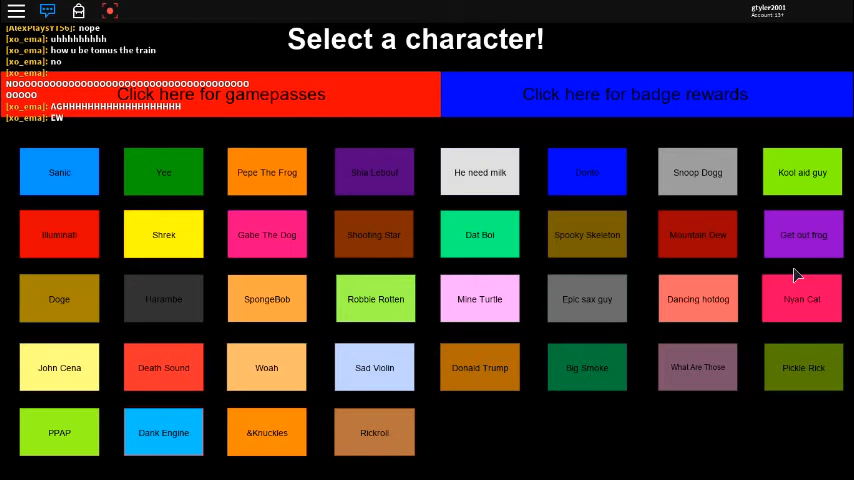 gtyler2001
Account: 13+
[AlexPlaysYT156]: nope
[xo_ema]: uhhhhhhhhh
[xo_ema]: how u be tomus the train
[xo_ema]: no
[xo_ema]:
NOOOOOOOOOOOOOOOOOOOOOOOOOOOOOOOOOOOO
OOOOO
[xo_ema]: AGHHHHHHHHHHHHHHHHHHH
[xo_ema]: EW
Select a character!
Click here for gamepasses
Click here for badge rewards
Sanic
Yee
Pepe The Frog
Shia Lebouf
He need milk
Dorito
Snoop Dogg
Kool aid guy
Illuminati
Shrek
Gabe The Dog
Shooting Star
Dat Boi
Spooky Skeleton
Mountain Dew
Get out frog
Doge
Harambe
SpongeBob
Robbie Rotten
Mine Turtle
Epic sax guy
Dancing hotdog
Nyan Cat
John Cena
Death Sound
Woah
Sad Violin
Donald Trump
Big Smoke
What Are Those
Pickle Rick
PPAP
Dank Engine
&Knuckles
Rickroll